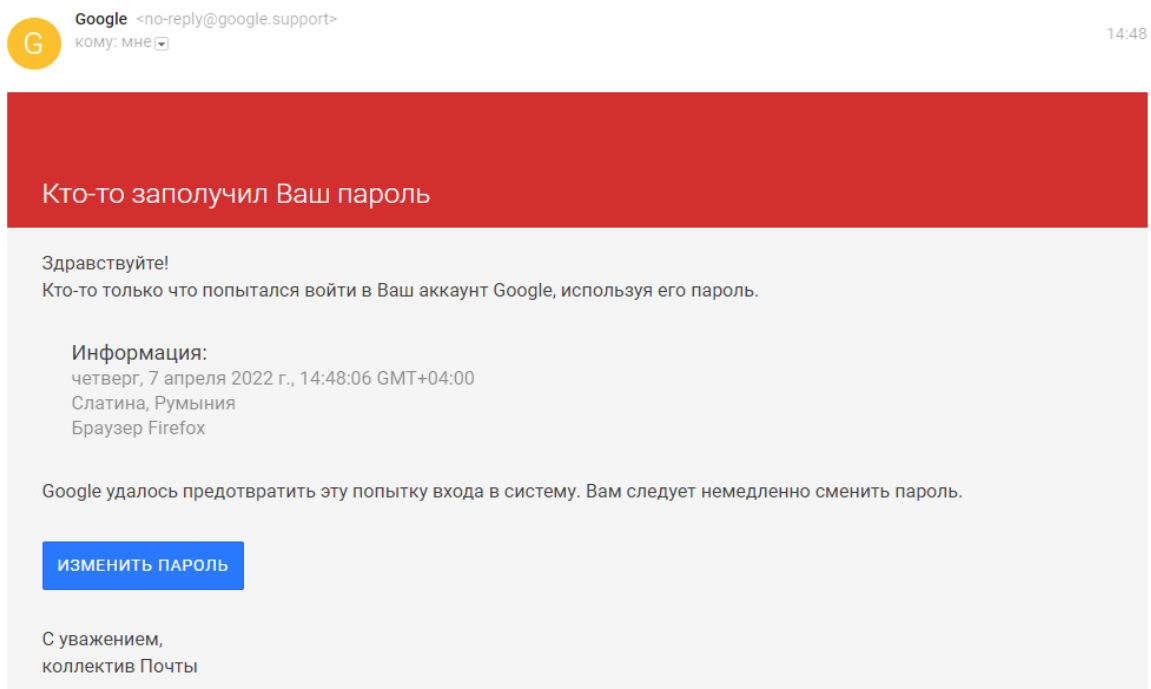 Google <no-reply@google.support>
кому: мне
14:48
G
Кто-то заполучил Ваш пароль
Здравствуйте!
Кто-то только что попытался войти в Ваш аккаунт Google, используя его пароль.
Информация:
четверг, 7 апреля 2022 г., 14:48:06 GMT+04:00
Слатина, Румыния
Браузер Firefox
Google удалось предотвратить эту попытку входа в систему. Вам следует немедленно сменить пароль.
ИЗМЕНИТЬ ПАРОЛЬ
С уважением,
коллектив Почты